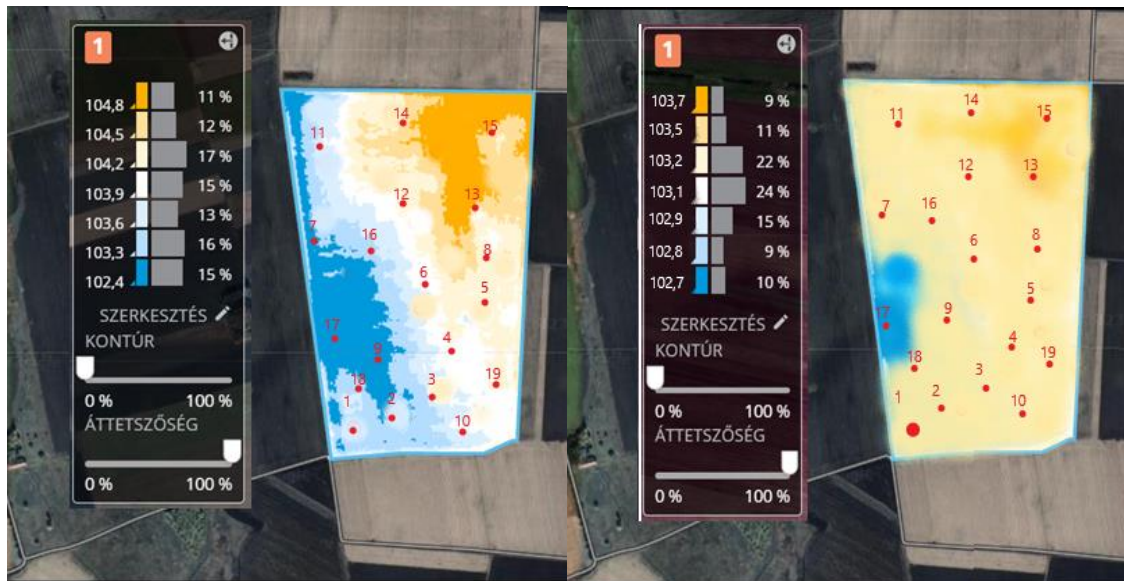 1
104,8 11 %
104,5 12 %
104,2 17 %
103,9 15 %
103,6 13 %
103,3 16 %
102,4 15 %
SZERKESZTÉS
KONTÚR
0 % 100 %
ÁTTETSZŐSÉG
0 % 100 %
14
15
11
12
13
7
16
8
6
5
17
4
9
18
3
19
1
2
10
1
103,7 9 %
103,5 11 %
103,2 22 %
103,1 24 %
102,9 15 %
102,8 9 %
102,7 10 %
SZERKESZTÉS
KONTÚR
0 % 100 %
ÁTTETSZŐSÉG
0 % 100 %
14
15
11
12
13
7
16
8
6
5
17
9
4
18
19
3
1
2
10